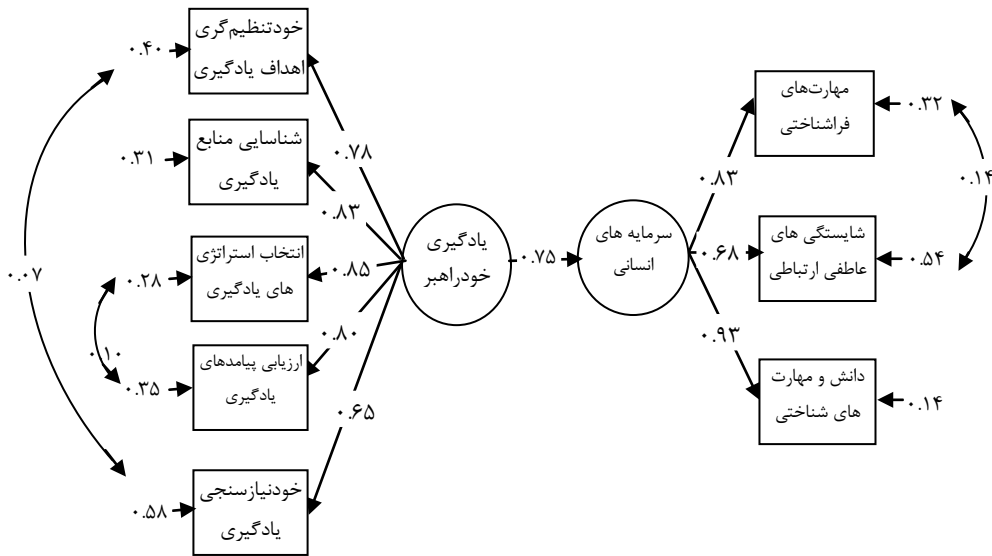 خودتنظیم‌گری
اهداف یادگیری
۰.۴۰
۰.۷۸
شناسایی منابع
یادگیری
۰.۳۱
۰.۸۳
انتخاب استراتژی
های یادگیری
۰.۲۸
۰.۸۵
ارزیابی پیامدهای
یادگیری
۰.۳۵
۰.۸۰
خودنیازسنجی
یادگیری
۰.۵۸
۰.۶۵
۰.۰۷
۰.۱۰
یادگیری
خودراهبر
۰.۷۵
سرمایه های
انسانی
مهارت‌های
فراشناختی
۰.۸۳
۰.۳۲
شایستگی های
عاطفی ارتباطی
۰.۶۸
۰.۵۴
دانش و مهارت
های شناختی
۰.۹۳
۰.۱۴
۰.۱۴